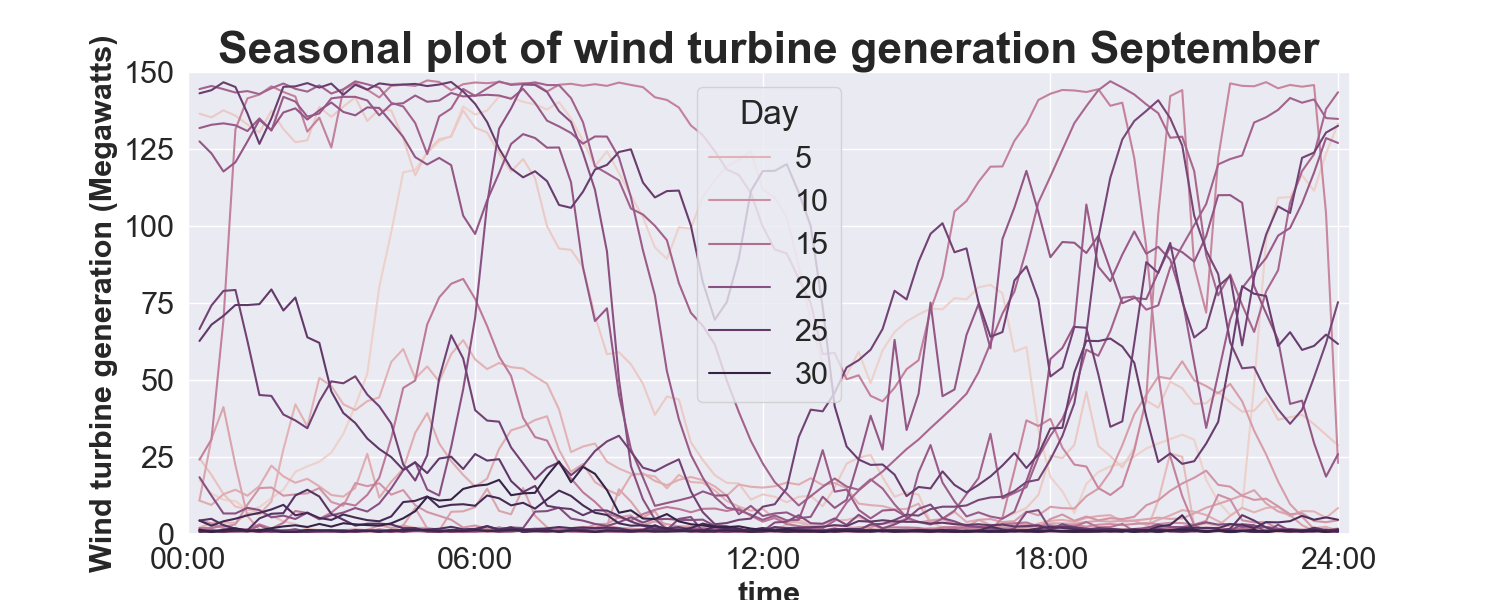 Seasonal plot of wind turbine generation September
Wind turbine generation (Megawatts)
150
125
100
75
50
25
0
Day
5
10
15
20
25
30
00:00 06:00 12:00 18:00 24:00
time